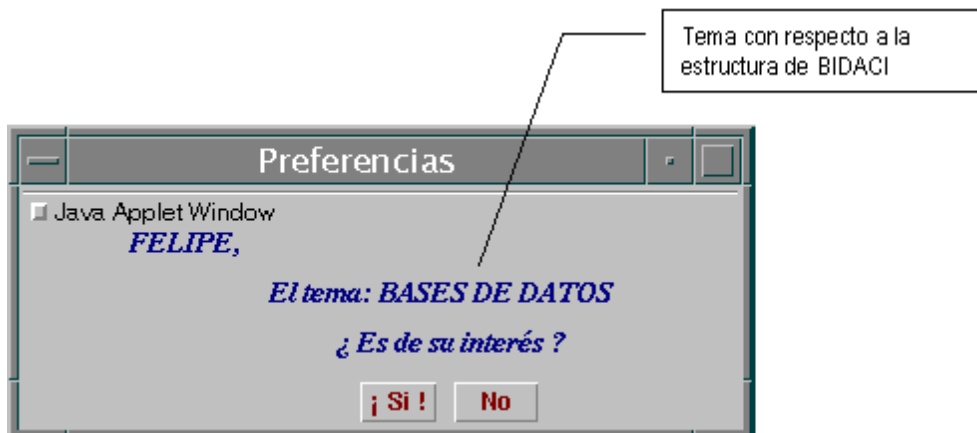 Tema con respecto a la
estructura de BIDACI
Preferencias
Java Applet Window
FELIPE,
El tema: BASES DE DATOS
¿ Es de su interés ?
¡ Si !
No